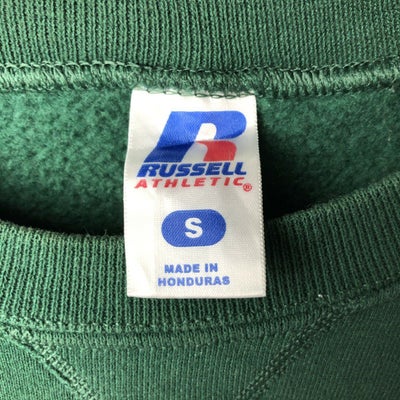 R
RUSSELL
ATHLETIC®
S
MADE IN
HONDURAS